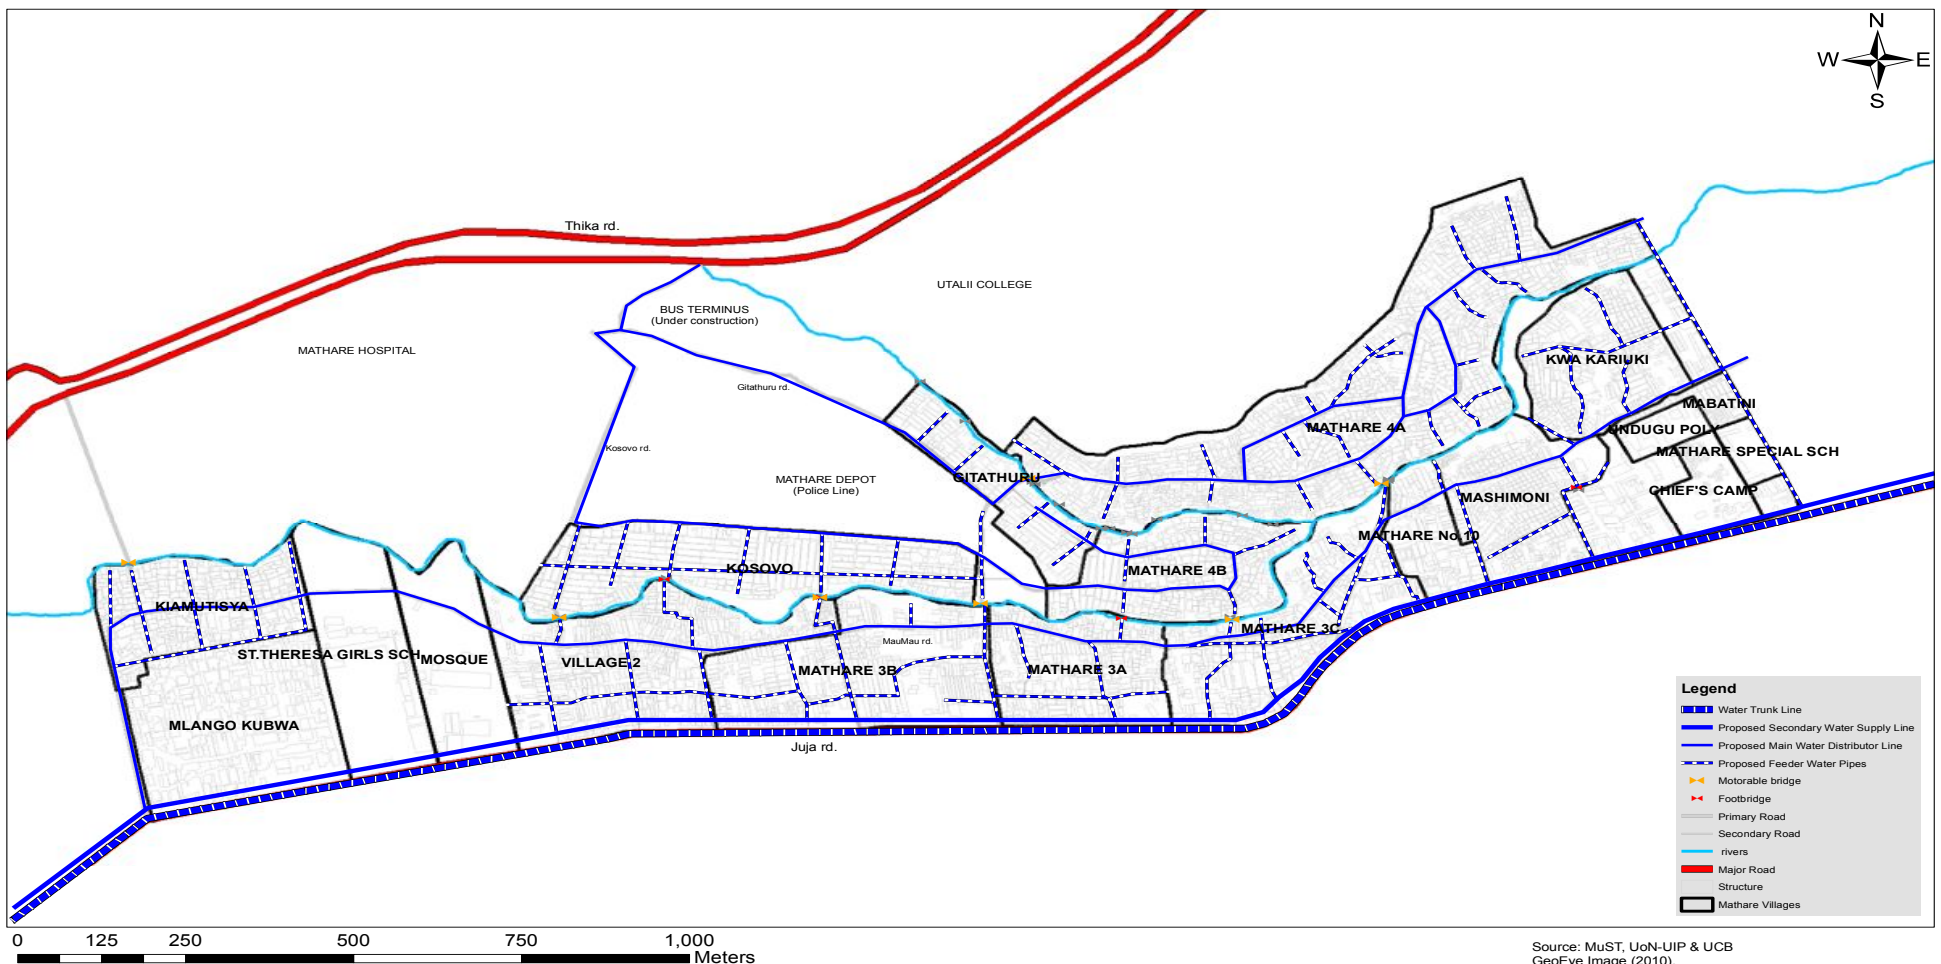 N
W
E
S
Thika rd.
UTALII COLLEGE
BUS TERMINUS
(Under construction)
MATHARE HOSPITAL
Gitathuru rd.
KWA KARIUKI
MABATINI
MATHARE 4A
UNDUGU POLY
Kosovo rd.
MATHARE SPECIAL SCH
MATHARE DEPOT
(Police Line)
GITATHURU
CHIEF'S CAMP
MASHIMONI
MATHARE No.10
KOSOVO
MATHARE 4B
KIAMUTISYA
MATHARE 3C
MauMau rd.
ST.THERESA GIRLS SCH
MOSQUE
VILLAGE 2
MATHARE 3B
MATHARE 3A
MLANGO KUBWA
Juja rd.
Legend
Water Trunk Line
Proposed Secondary Water Supply Line
Proposed Main Water Distributor Line
Proposed Feeder Water Pipes
Motorable bridge
Footbridge
Primary Road
Secondary Road
rivers
Major Road
Structure
Mathare Villages
0 125 250 500 750 1,000
Meters
Source: MuST, UoN-UIP & UCB
GeoEye Image (2010).